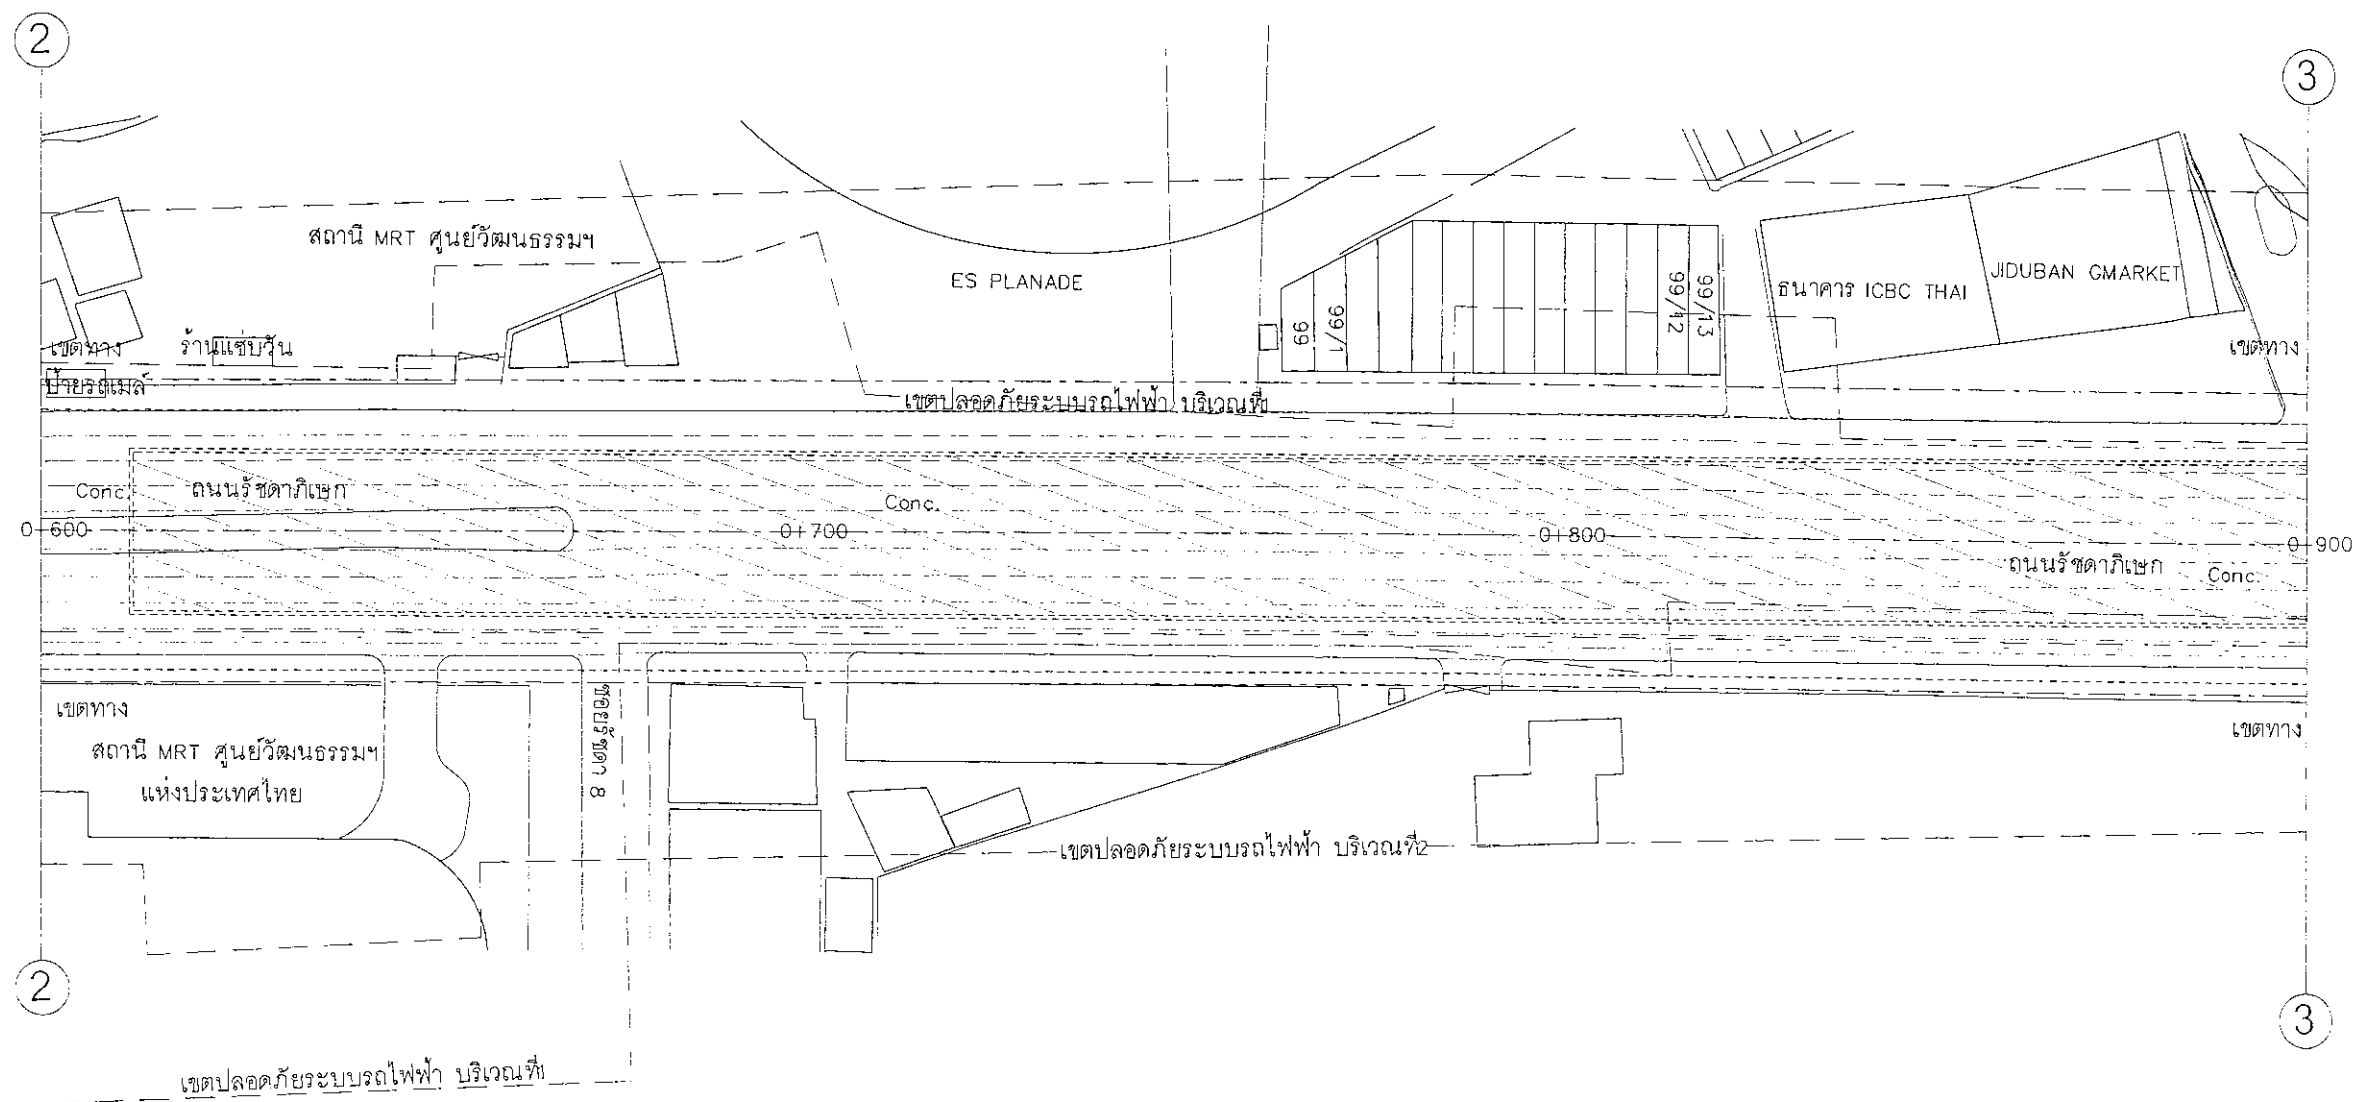 2
3
สถานี MRT ศูนย์วัฒนธรรมฯ
ES PLANADE
99
99/1
99/12
99/13
ธนาคาร ICBC THAI
JIDUBAN GMARKET
เขตทาง
ร้านแซ่บวัน
เขตทาง
ป้ายรถเมล์
เขตปลอดภัยระบบรถไฟฟ้า บริเวณที่1
Conc.
ถนนรัชดาภิเษก
Conc.
0+600
0+700
0+800
0+900
ถนนรัชดาภิเษก
Conc.
เขตทาง
ซอยรัชดา 8
เขตทาง
สถานี MRT ศูนย์วัฒนธรรมฯ
แห่งประเทศไทย
เขตปลอดภัยระบบรถไฟฟ้า บริเวณที่2
2
3
เขตปลอดภัยระบบรถไฟฟ้า บริเวณที่1